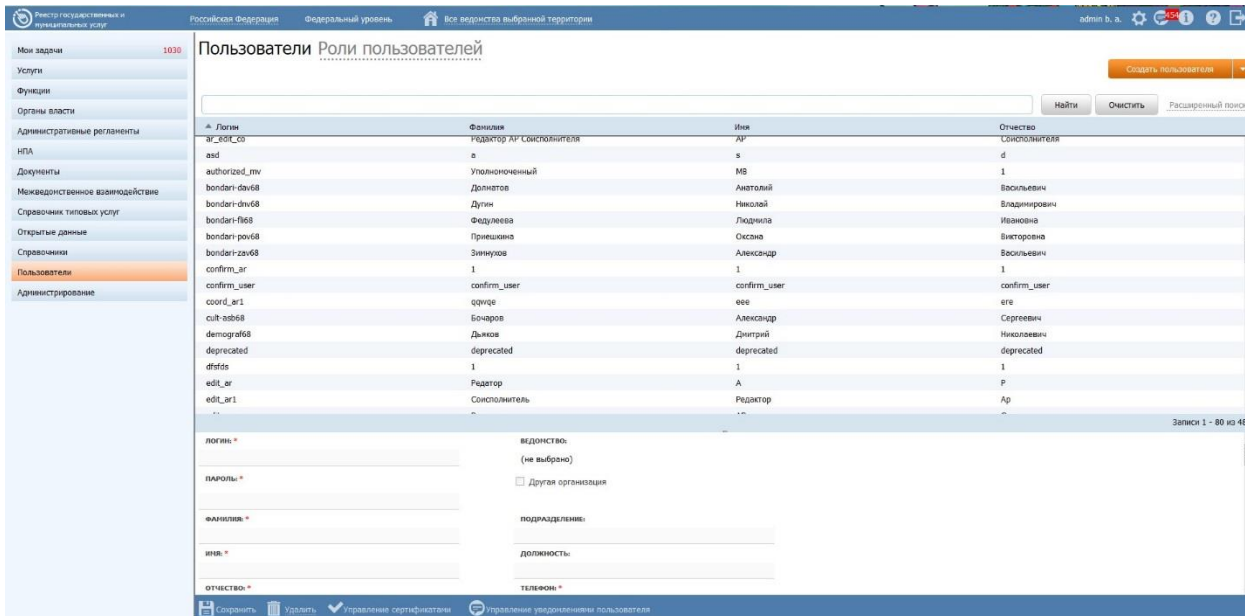 Реестр государственных и
муниципальных услуг
Российская Федерация Федеральный уровень Все ведомства выбранной территории admin b. a. 454
Мои задачи 1030
Услуги
Функции
Органы власти
Административные регламенты
НПА
Документы
Межведомственное взаимодействие
Справочник типовых услуг
Открытые данные
Справочники
Пользователи
Администрирование
Пользователи Роли пользователей
Создать пользователя
Найти Очистить Расширенный поиск
Логин Фамилия Имя Отчество
ar_edit_co Редактор АР Соисполнителя АР Соисполнителя
asd a s d
authorized_mv Уполномоченный МВ 1
bondari-dav68 Долматов Анатолий Васильевич
bondari-dnv68 Дугин Николай Владимирович
bondari-fli68 Федулеева Людмила Ивановна
bondari-pov68 Приешкина Оксана Викторовна
bondari-zav68 Зиннухов Александр Васильевич
confirm_ar 1 1 1
confirm_user confirm_user confirm_user confirm_user
coord_ar1 qqwqe eee ere
cult-asb68 Бочаров Александр Сергеевич
demograf68 Дьяков Дмитрий Николаевич
deprecated deprecated deprecated deprecated
dfsfds 1 1 1
edit_ar Редатор А Р
edit_ar1 Соисполнитель Редактор Ар
Записи 1 - 80 из 48
ЛОГИН: * ВЕДОМСТВО:
(не выбрано)
ПАРОЛЬ: * Другая организация
ФАМИЛИЯ: * ПОДРАЗДЕЛЕНИЕ:
ИМЯ: * ДОЛЖНОСТЬ:
ОТЧЕСТВО: * ТЕЛЕФОН: *
Сохранить Удалить Управление сертификатами Управление уведомлениями пользователя